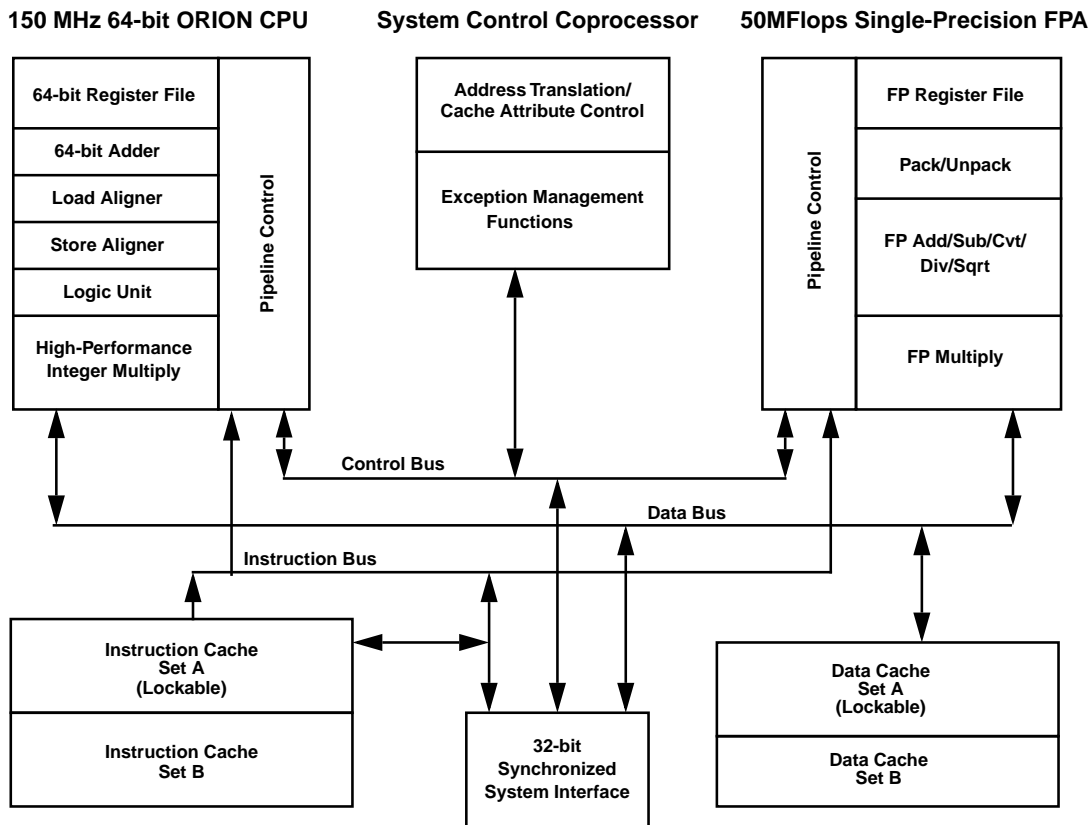 150 MHz 64-bit ORION CPU
System Control Coprocessor
50MFlops Single-Precision FPA
64-bit Register File
64-bit Adder
Load Aligner
Store Aligner
Logic Unit
High-Performance
Integer Multiply
Pipeline Control
Address Translation/
Cache Attribute Control
Exception Management
Functions
Pipeline Control
FP Register File
Pack/Unpack
FP Add/Sub/Cvt/
Div/Sqrt
FP Multiply
Control Bus
Data Bus
Instruction Bus
Instruction Cache
Set A
(Lockable)
Instruction Cache
Set B
32-bit
Synchronized
System Interface
Data Cache
Set A
(Lockable)
Data Cache
Set B